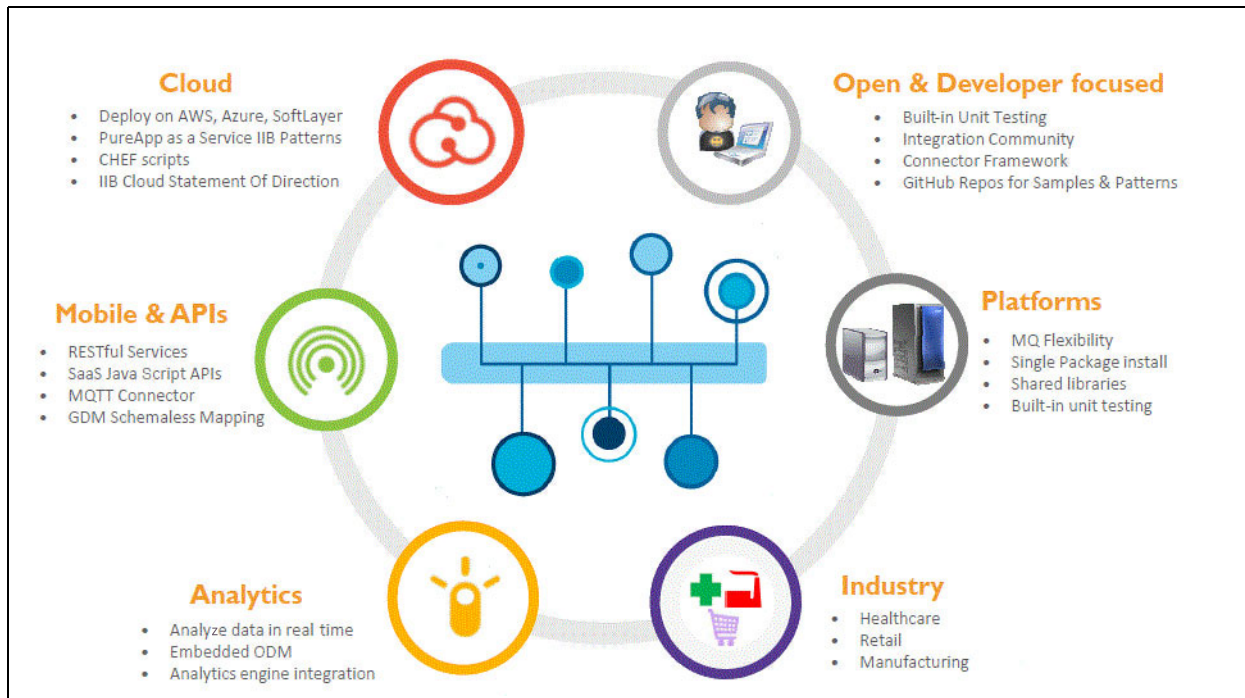 Cloud
• Deploy on AWS, Azure, SoftLayer
• PureApp as a Service IIB Patterns
• CHEF scripts
• IIB Cloud Statement Of Direction
Open & Developer focused
• Built-in Unit Testing
• Integration Community
• Connector Framework
• GitHub Repos for Samples & Patterns
Mobile & APIs
• RESTful Services
• SaaS Java Script APIs
• MQTT Connector
• GDM Schemaless Mapping
Platforms
• MQ Flexibility
• Single Package install
• Shared libraries
• Built-in unit testing
Analytics
• Analyze data in real time
• Embedded ODM
• Analytics engine integration
Industry
• Healthcare
• Retail
• Manufacturing